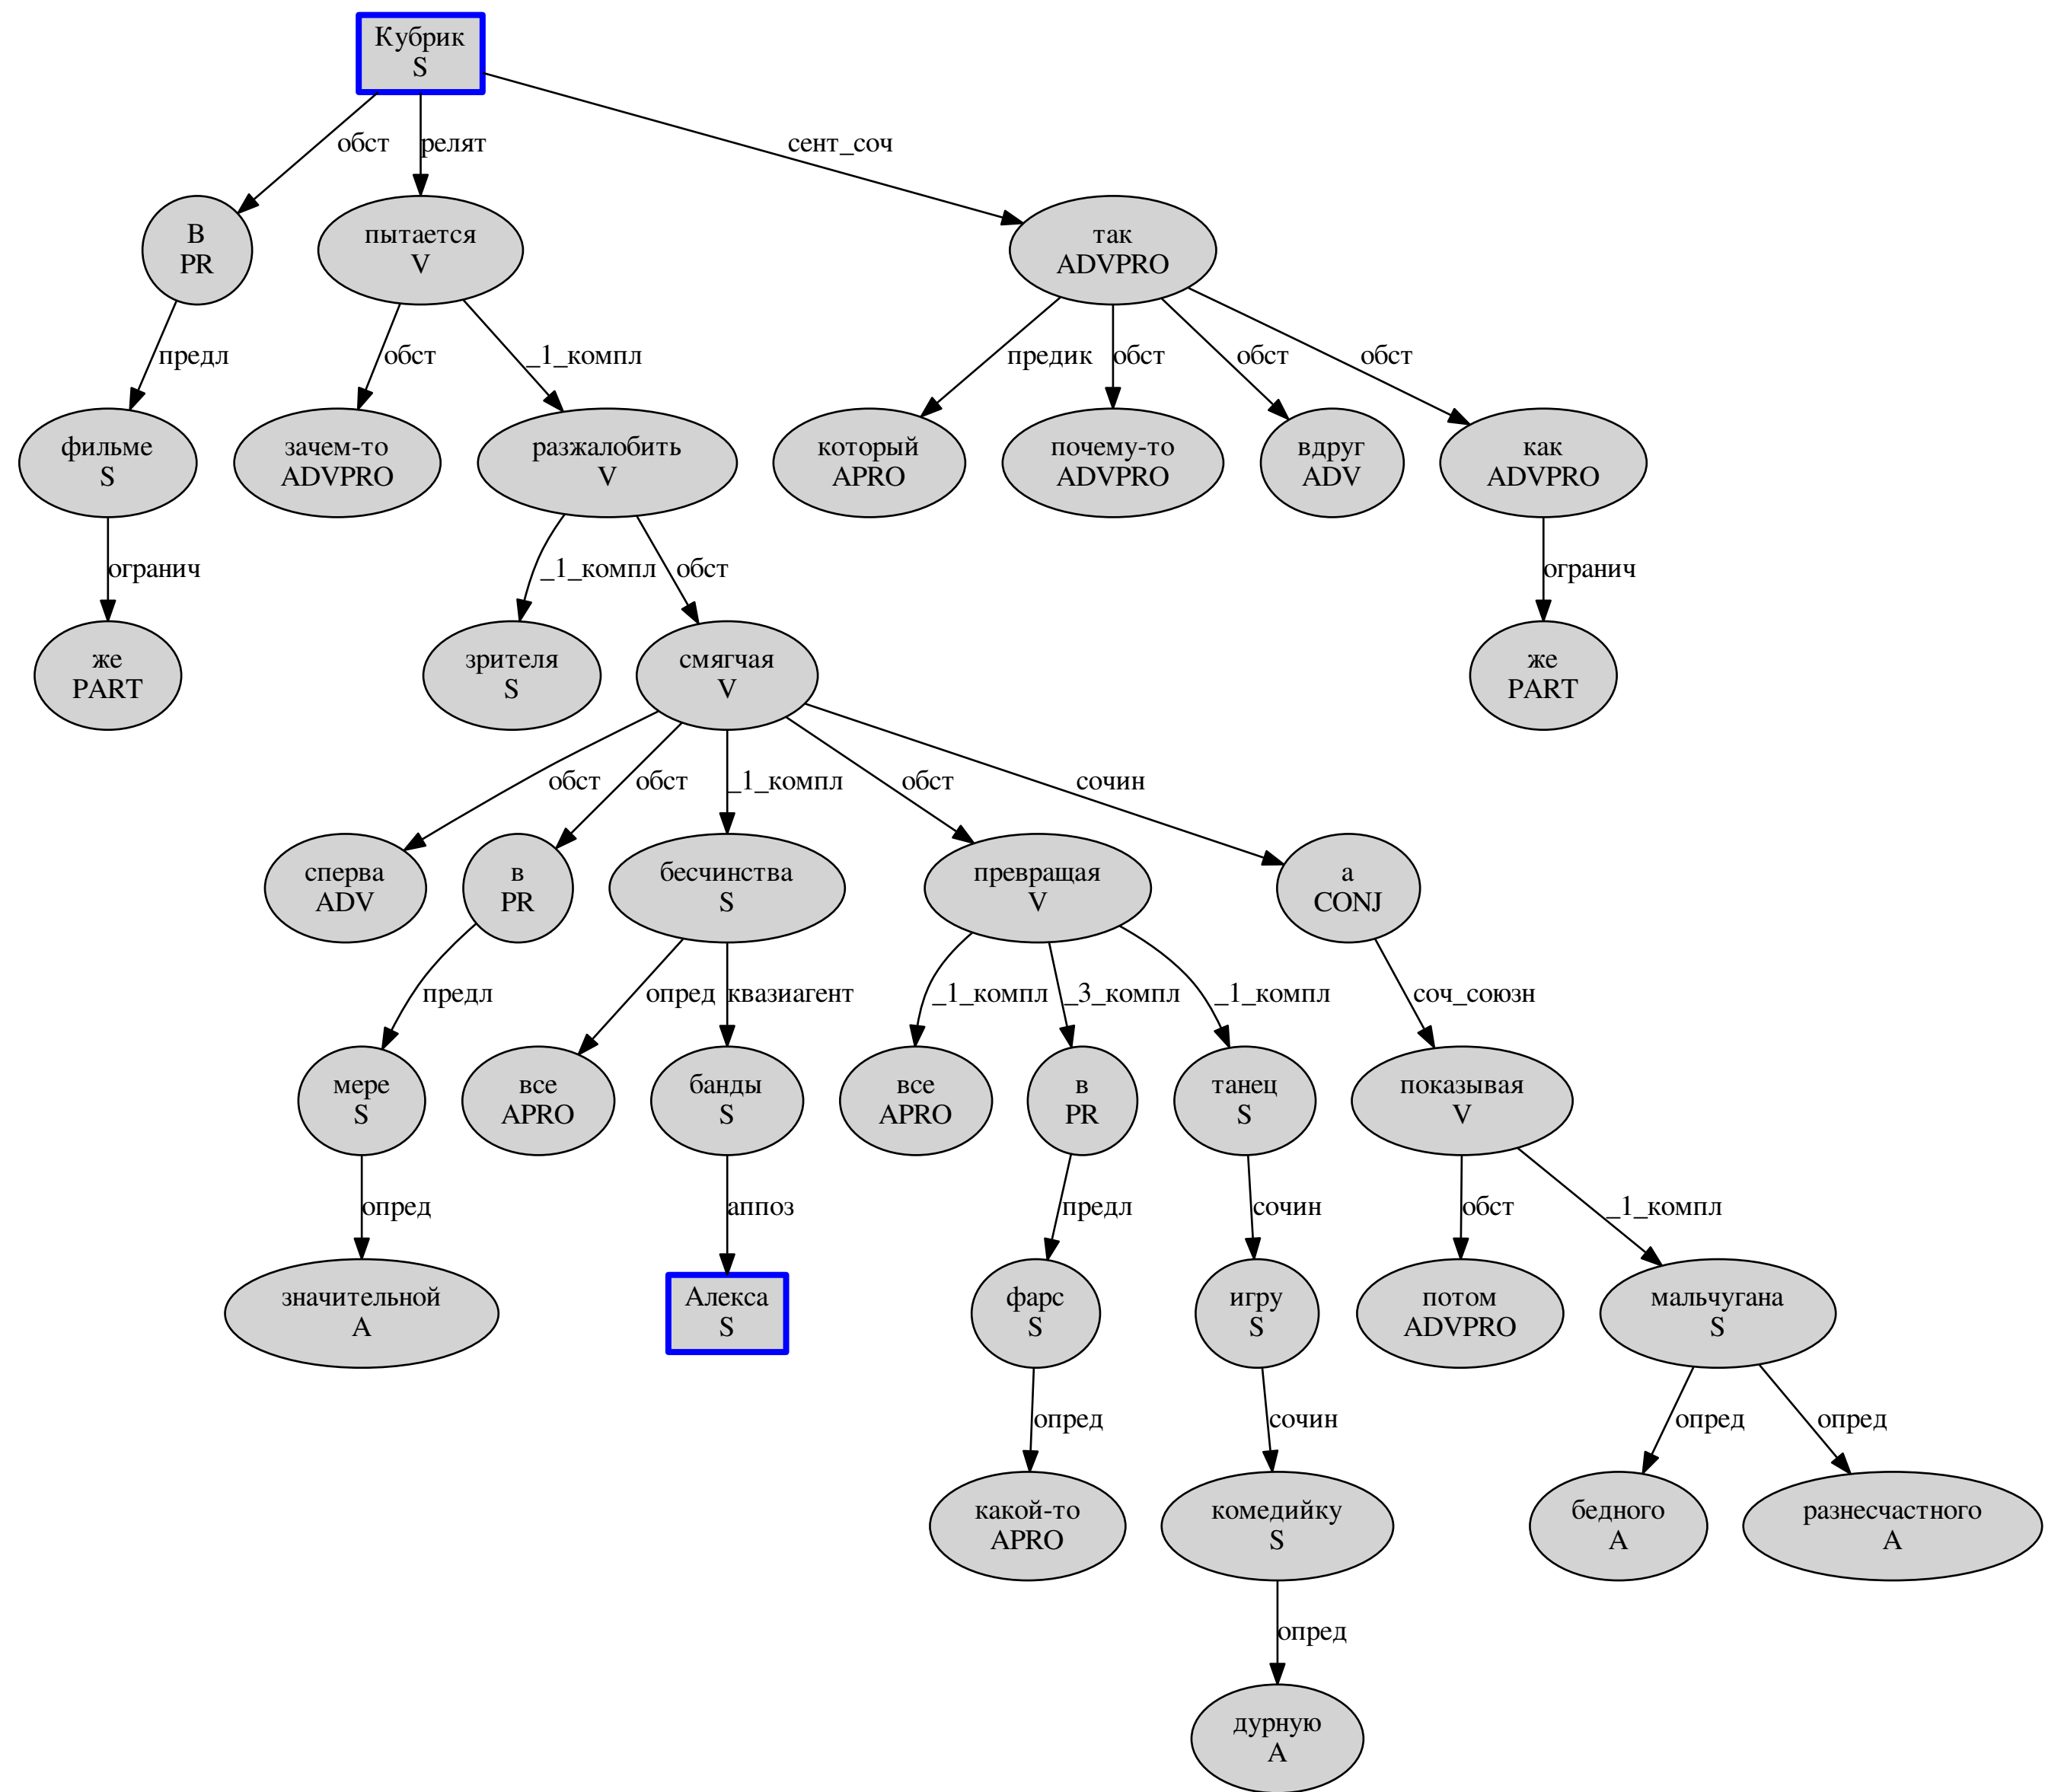 Кубрик
S
обст
релят
сент_соч
В
PR
пытается
V
так
ADVPRO
предл
обст
_1_компл
предик
обст
обст
обст
фильме
S
зачем-то
ADVPRO
разжалобить
V
который
APRO
почему-то
ADVPRO
вдруг
ADV
как
ADVPRO
огранич
_1_компл
обст
огранич
же
PART
зрителя
S
смягчая
V
же
PART
обст
обст
_1_компл
обст
сочин
сперва
ADV
в
PR
бесчинства
S
превращая
V
а
CONJ
предл
опред
квазиагент
_1_компл
_3_компл
_1_компл
соч_союзн
мере
S
все
APRO
банды
S
все
APRO
в
PR
танец
S
показывая
V
опред
аппоз
предл
сочин
обст
_1_компл
значительной
A
Алекса
S
фарс
S
игру
S
потом
ADVPRO
мальчугана
S
опред
сочин
опред
опред
какой-то
APRO
комедийку
S
бедного
A
разнесчастного
A
опред
дурную
A